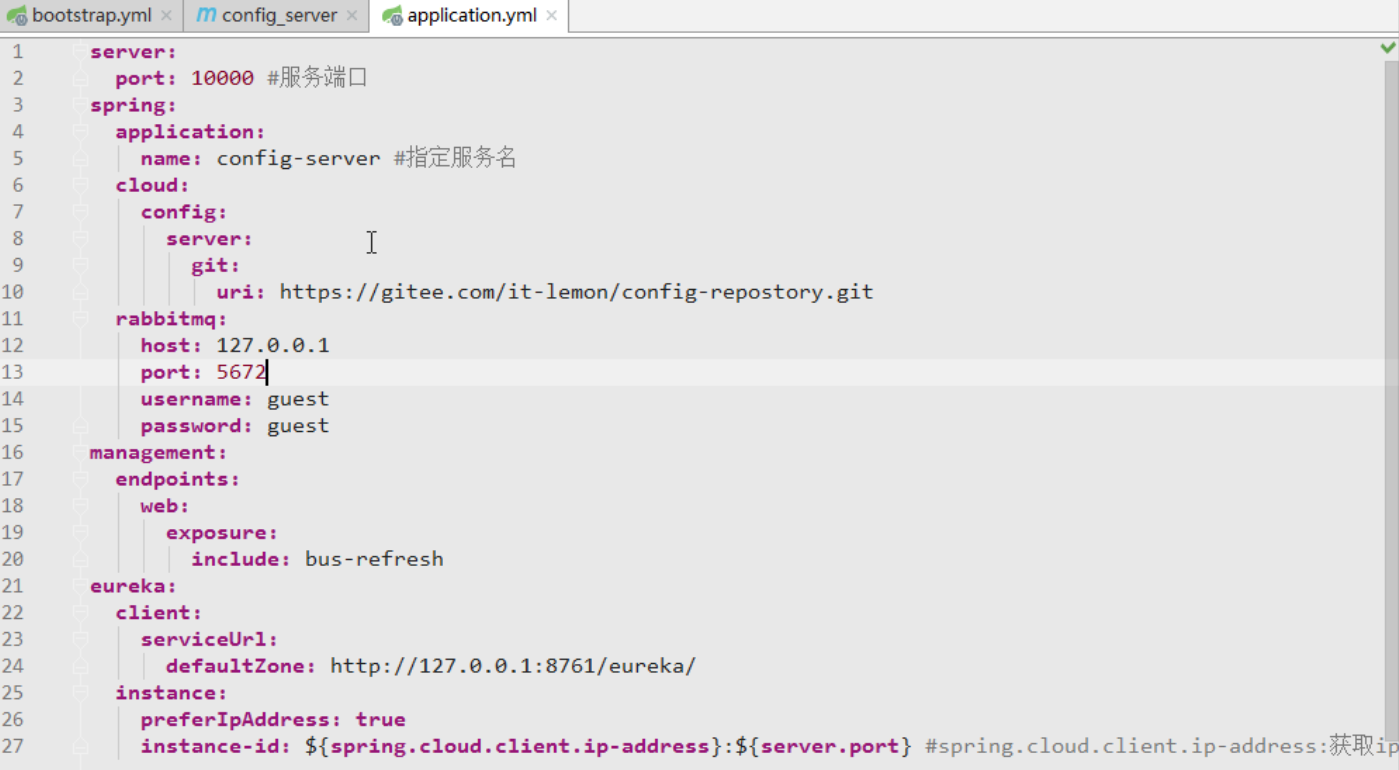 bootstrap.yml × config_server × application.yml ×
1 server:
2 port: 10000 #服务端口
3 spring:
4 application:
5 name: config-server #指定服务名
6 cloud:
7 config:
8 server:
9 git:
10 uri: https://gitee.com/it-lemon/config-repostory.git
11 rabbitmq:
12 host: 127.0.0.1
13 port: 5672
14 username: guest
15 password: guest
16 management:
17 endpoints:
18 web:
19 exposure:
20 include: bus-refresh
21 eureka:
22 client:
23 serviceUrl:
24 defaultZone: http://127.0.0.1:8761/eureka/
25 instance:
26 preferIpAddress: true
27 instance-id: ${spring.cloud.client.ip-address}:${server.port} #spring.cloud.client.ip-address:获取ip